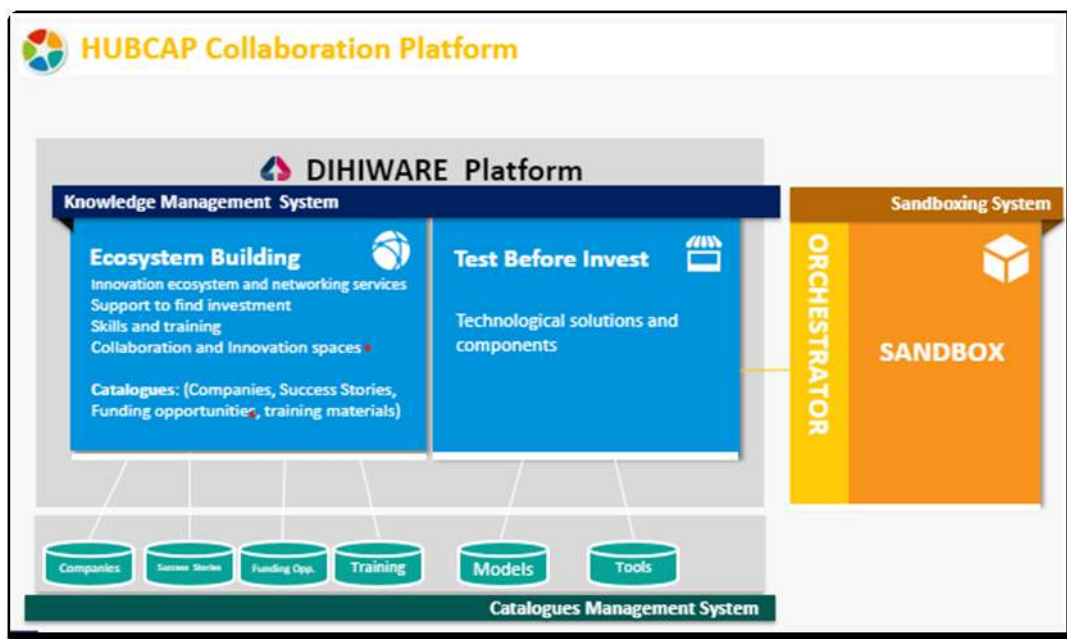 HUBCAP Collaboration Platform
DIHIWARE Platform
Knowledge Management System
Sandboxing System
Ecosystem Building
Innovation ecosystem and networking services
Support to find investment
Skills and training
Collaboration and Innovation spaces
Catalogues: (Companies, Success Stories,
Funding opportunities, training materials)
Test Before Invest
Technological solutions and
components
ORCHESTRATOR
SANDBOX
Companies
Success Stories
Funding Opp.
Training
Models
Tools
Catalogues Management System